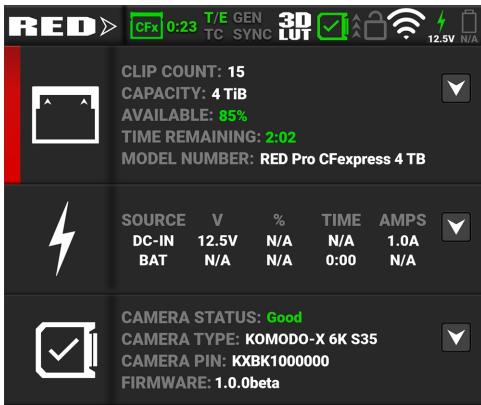 RED CFx 0:23 T/E GEN 3D
TC SYNC LUT 12.5V N/A
CLIP COUNT: 15
CAPACITY: 4 TiB
AVAILABLE: 85%
TIME REMAINING: 2:02
MODEL NUMBER: RED Pro CFexpress 4 TB
SOURCE V % TIME AMPS
DC-IN 12.5V N/A N/A 1.0A
BAT N/A N/A 0:00 N/A
CAMERA STATUS: Good
CAMERA TYPE: KOMODO-X 6K S35
CAMERA PIN: KXBK1000000
FIRMWARE: 1.0.0beta